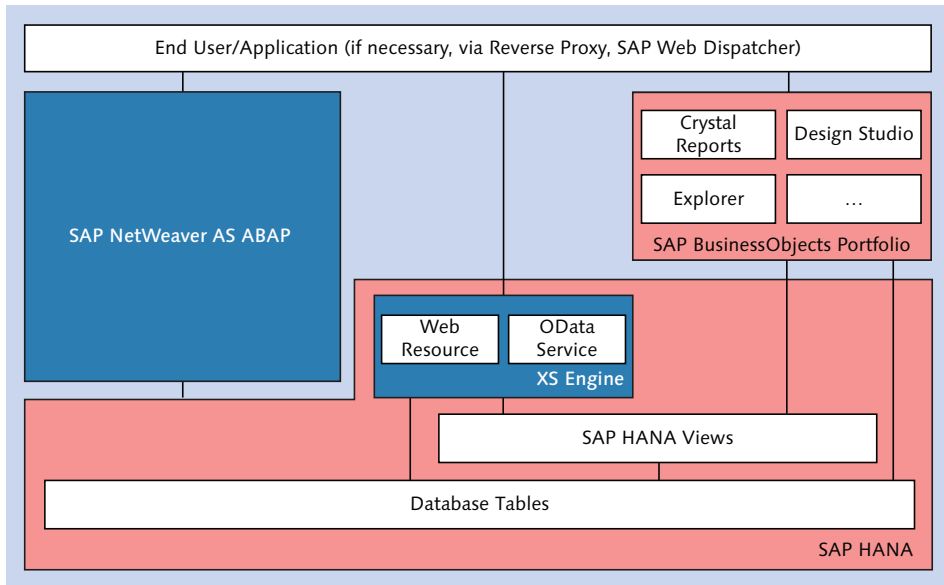 End User/Application (if necessary, via Reverse Proxy, SAP Web Dispatcher)
SAP NetWeaver AS ABAP
Crystal
Reports
Design Studio
Explorer
...
SAP BusinessObjects Portfolio
Web
Resource
OData
Service
XS Engine
SAP HANA Views
Database Tables
SAP HANA